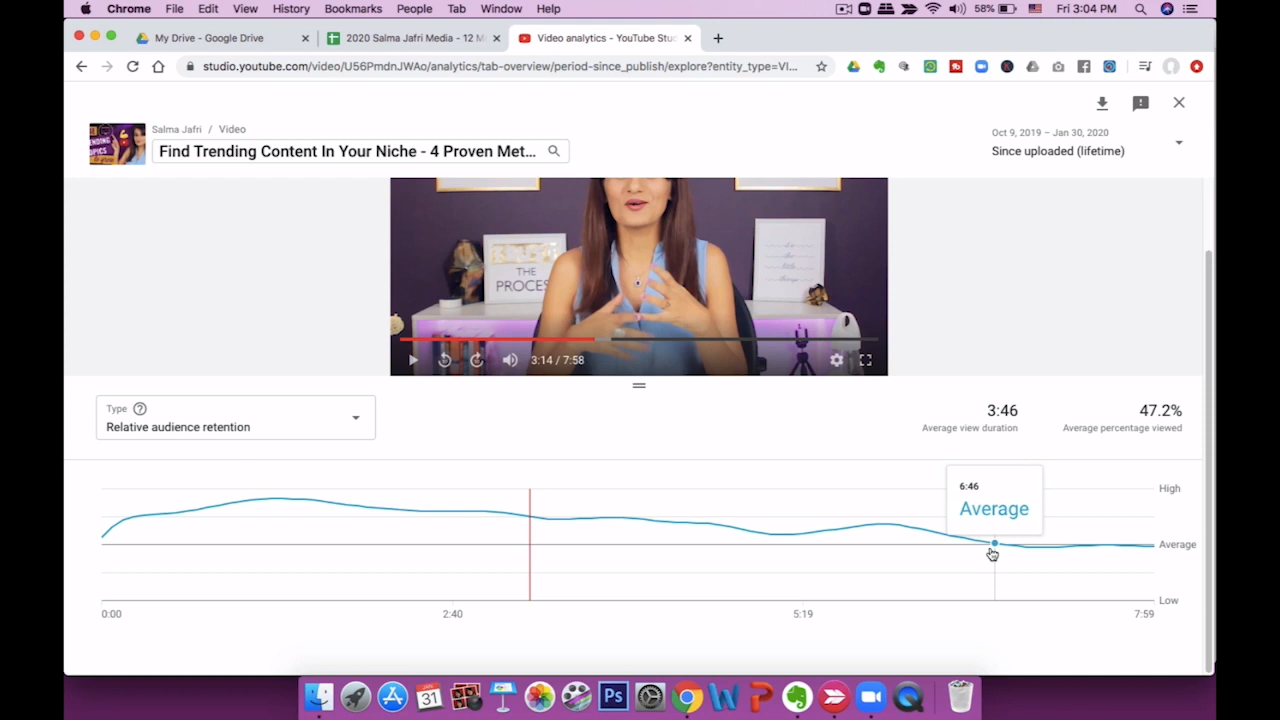 Chrome File Edit View History Bookmarks People Tab Window Help 58% Fri 3:04 PM
My Drive - Google Drive 2020 Salma Jafri Media - 12 M Video analytics - YouTube Stu
studio.youtube.com/video/U56PmdnJWAo/analytics/tab-overview/period-since_publish/explore?entity_type=VI...
Salma Jafri / Video
Find Trending Content In Your Niche - 4 Proven Met...
Oct 9, 2019 – Jan 30, 2020
Since uploaded (lifetime)
THE
PROCESS
3:14 / 7:58
Type
Relative audience retention
3:46
Average view duration
47.2%
Average percentage viewed
6:46
Average
High
Average
Low
0:00 2:40 5:19 7:59
JAN
31
Ps